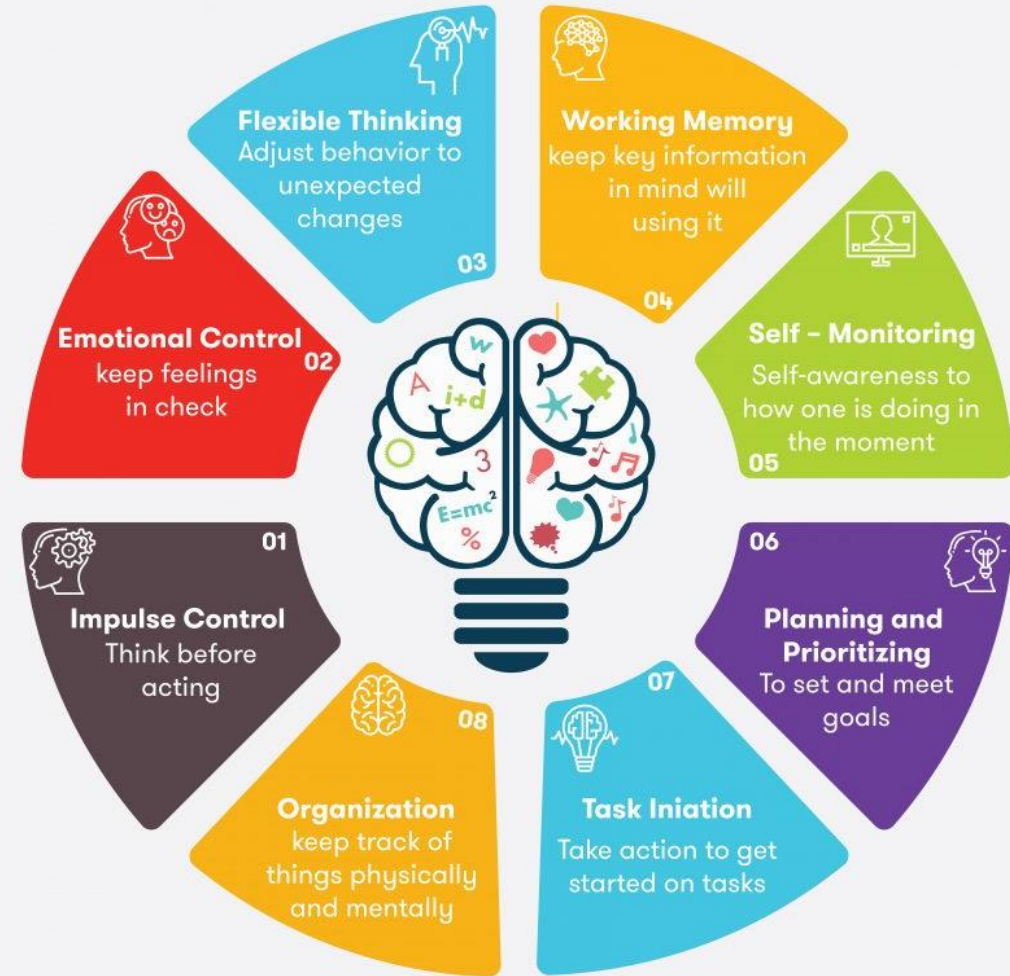 01
Impulse Control
Think before
acting
02
Emotional Control
keep feelings
in check
03
Flexible Thinking
Adjust behavior to
unexpected
changes
04
Working Memory
keep key information
in mind will
using it
05
Self – Monitoring
Self-awareness to
how one is doing in
the moment
06
Planning and
Prioritizing
To set and meet
goals
07
Task Iniation
Take action to get
started on tasks
08
Organization
keep track of
things physically
and mentally
w
A
i+d
3
E=mc²
%